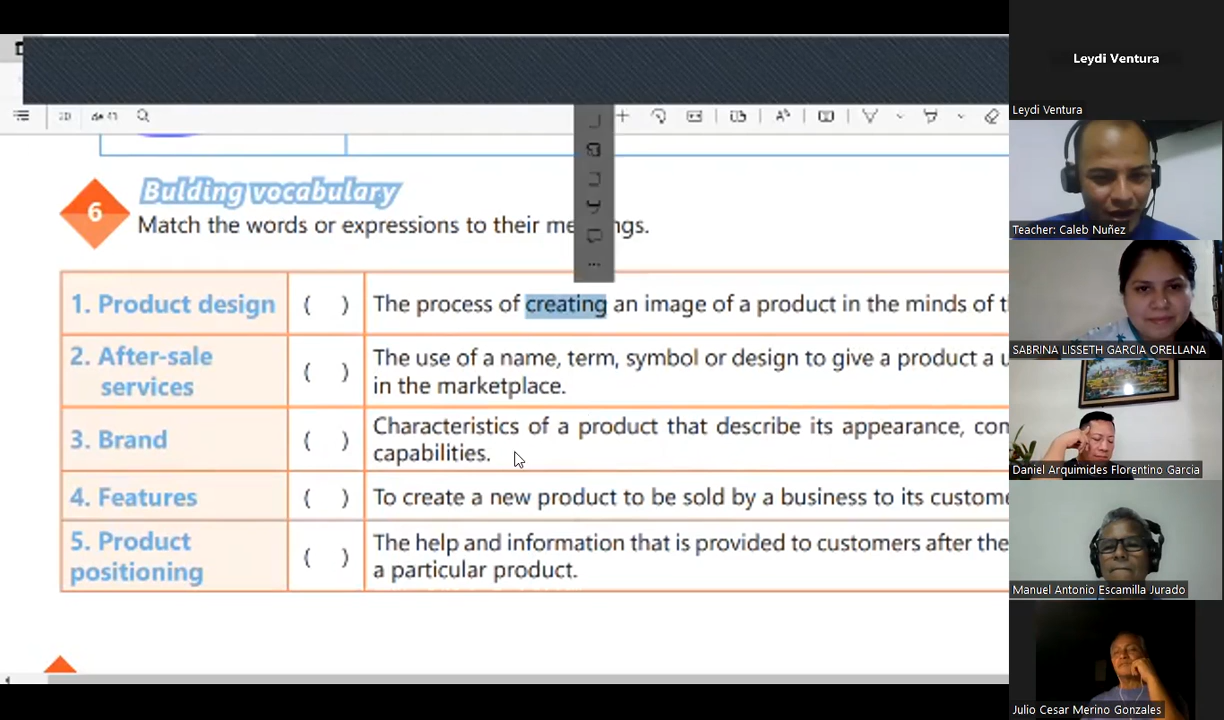 Bulding vocabulary
6
Match the words or expressions to their
1. Product design ( ) The process of creating an image of a product in the minds of
2. After-sale services ( ) The use of a name, term, symbol or design to give a product a
in the marketplace.
3. Brand ( ) Characteristics of a product that describe its appearance,
capabilities.
4. Features ( ) To create a new product to be sold by a business to its
5. Product positioning ( ) The help and information that is provided to customers after the
a particular product.
Leydi Ventura
Leydi Ventura
Teacher: Caleb Nuñez
SABRINA LISSETH GARCIA ORELLANA
Daniel Arquimides Florentino Garcia
Manuel Antonio Escamilla Jurado
Julio Cesar Merino Gonzales